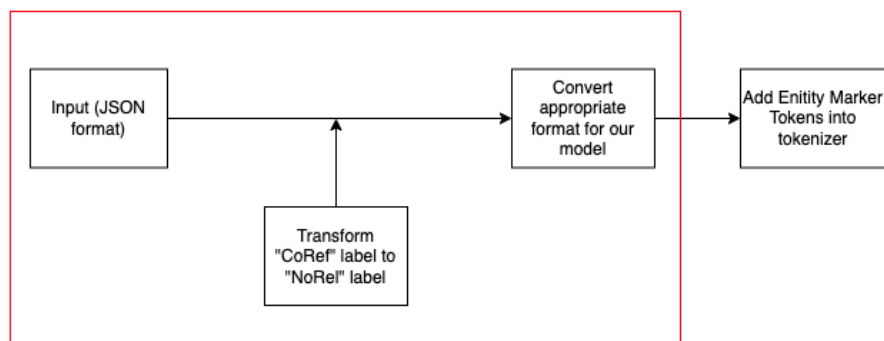 Input (JSON
format)
Convert
appropriate
format for our
model
Add Enitity Marker
Tokens into
tokenizer
Transform
"CoRef" label to
"NoRel" label